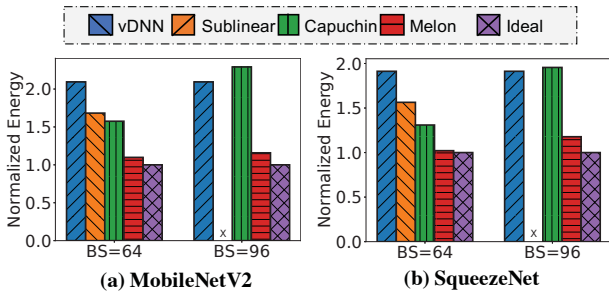 vDNN Sublinear Capuchin Melon Ideal
Normalized Energy
2.0
1.5
1.0
0.5
0.0
x
BS=64 BS=96
(a) MobileNetV2
Normalized Energy
2.0
1.5
1.0
0.5
0.0
x
BS=64 BS=96
(b) SqueezeNet